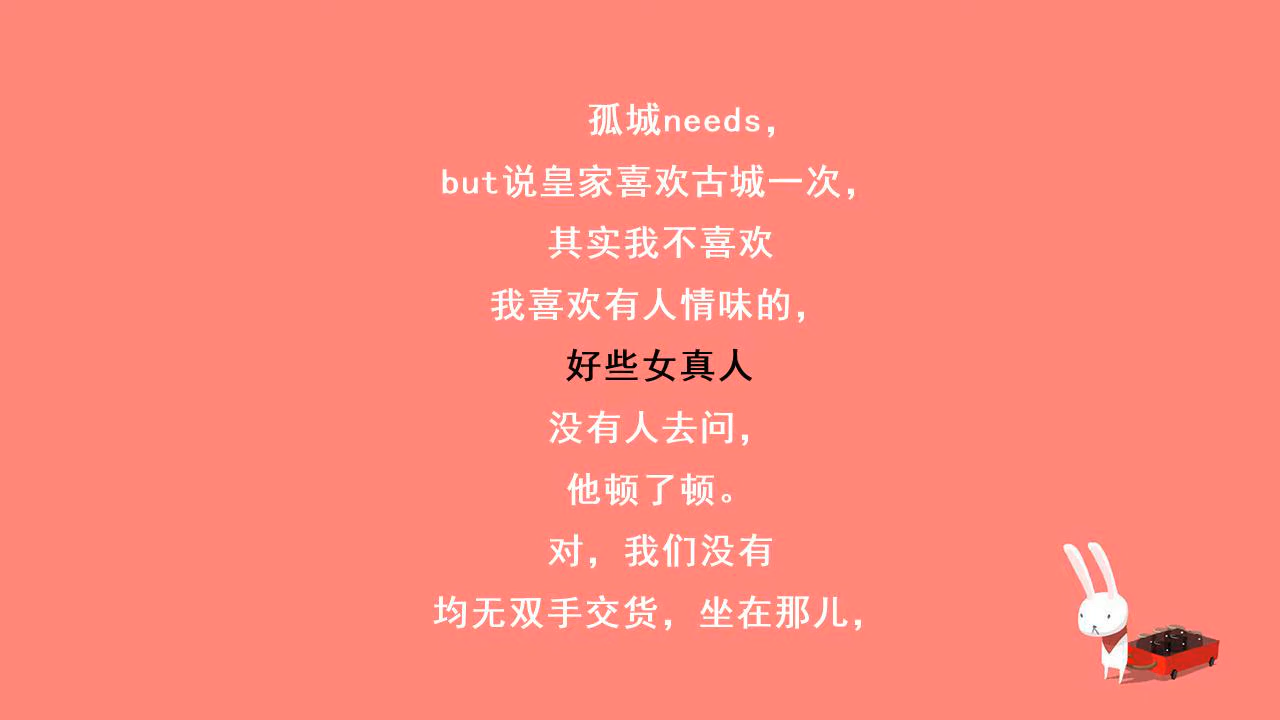 孤城needs，
but说皇家喜欢古城一次，
其实我不喜欢
我喜欢有人情味的，
好些女真人
没有人去问，
他顿了顿。
对，我们没有
均无双手交货，坐在那儿，